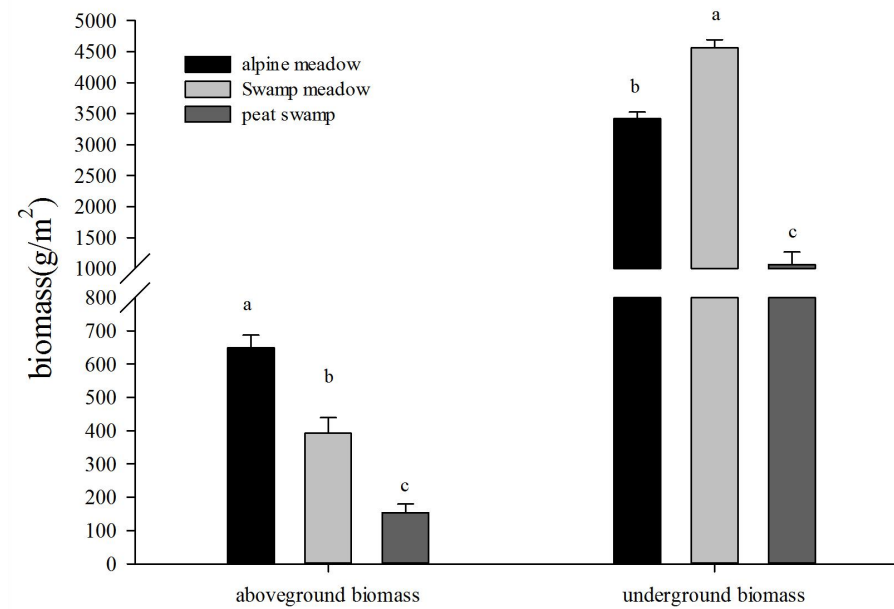 5000
4500
4000
3500
3000
2500
2000
1500
1000
800
700
600
500
400
300
200
100
0
biomass(g/m²)
alpine meadow
Swamp meadow
peat swamp
a
b
c
b
a
c
aboveground biomass
underground biomass